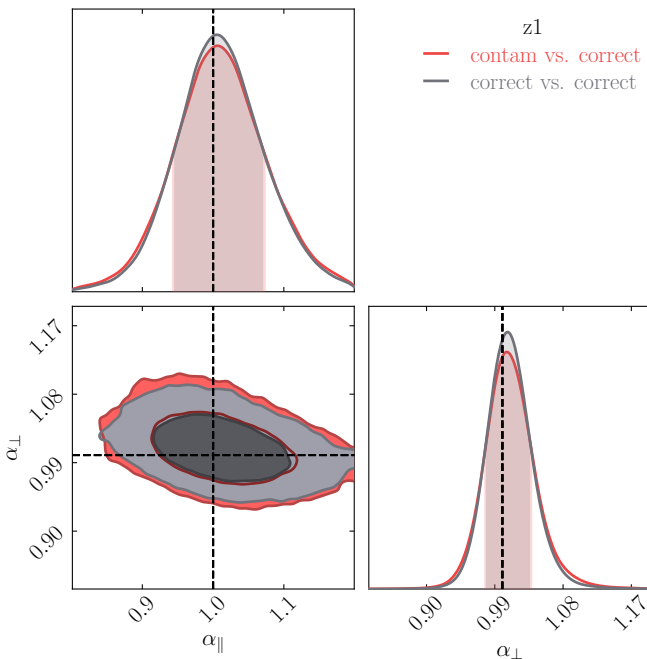 z1
contam vs. correct
correct vs. correct
1.17
1.08
0.99
0.90
α⊥
0.9
1.0
1.1
α∥
0.90
0.99
1.08
1.17
α⊥